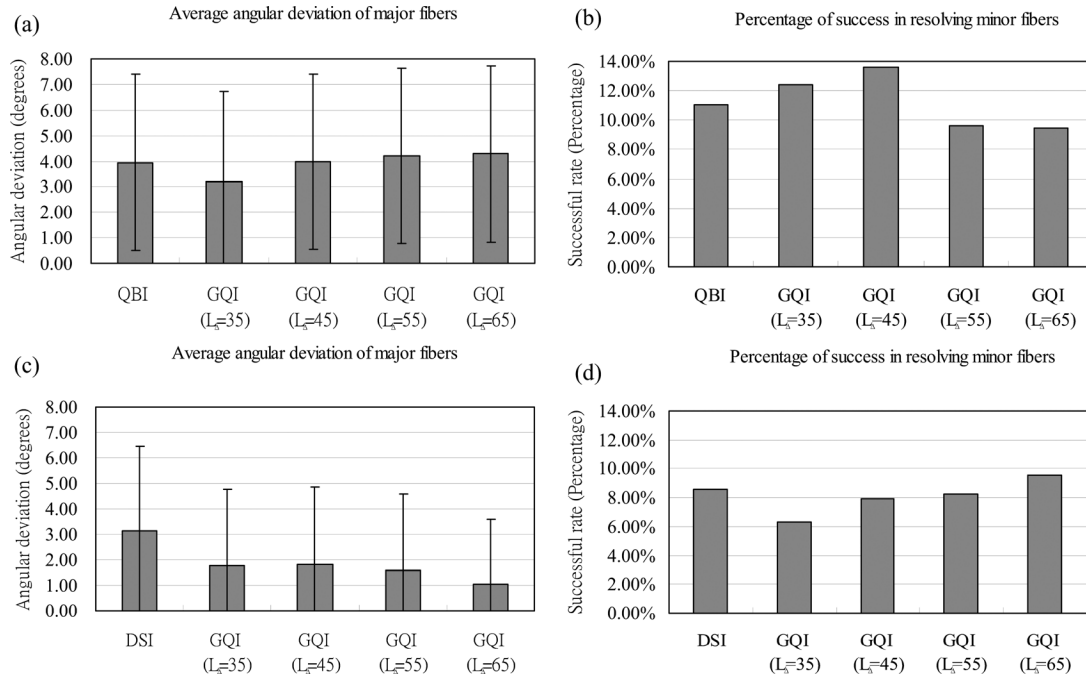 (a)
Average angular deviation of major fibers
Angular deviation (degrees)
8.00
7.00
6.00
5.00
4.00
3.00
2.00
1.00
0.00
QBI GQI GQI GQI GQI
(LΔ=35) (LΔ=45) (LΔ=55) (LΔ=65)
(b)
Percentage of success in resolving minor fibers
Successful rate (Percentage)
14.00%
12.00%
10.00%
8.00%
6.00%
4.00%
2.00%
0.00%
QBI GQI GQI GQI GQI
(LΔ=35) (LΔ=45) (LΔ=55) (LΔ=65)
(c)
Average angular deviation of major fibers
Angular deviation (degrees)
8.00
7.00
6.00
5.00
4.00
3.00
2.00
1.00
0.00
DSI GQI GQI GQI GQI
(LΔ=35) (LΔ=45) (LΔ=55) (LΔ=65)
(d)
Percentage of success in resolving minor fibers
Successful rate (Percentage)
14.00%
12.00%
10.00%
8.00%
6.00%
4.00%
2.00%
0.00%
DSI GQI GQI GQI GQI
(LΔ=35) (LΔ=45) (LΔ=55) (LΔ=65)